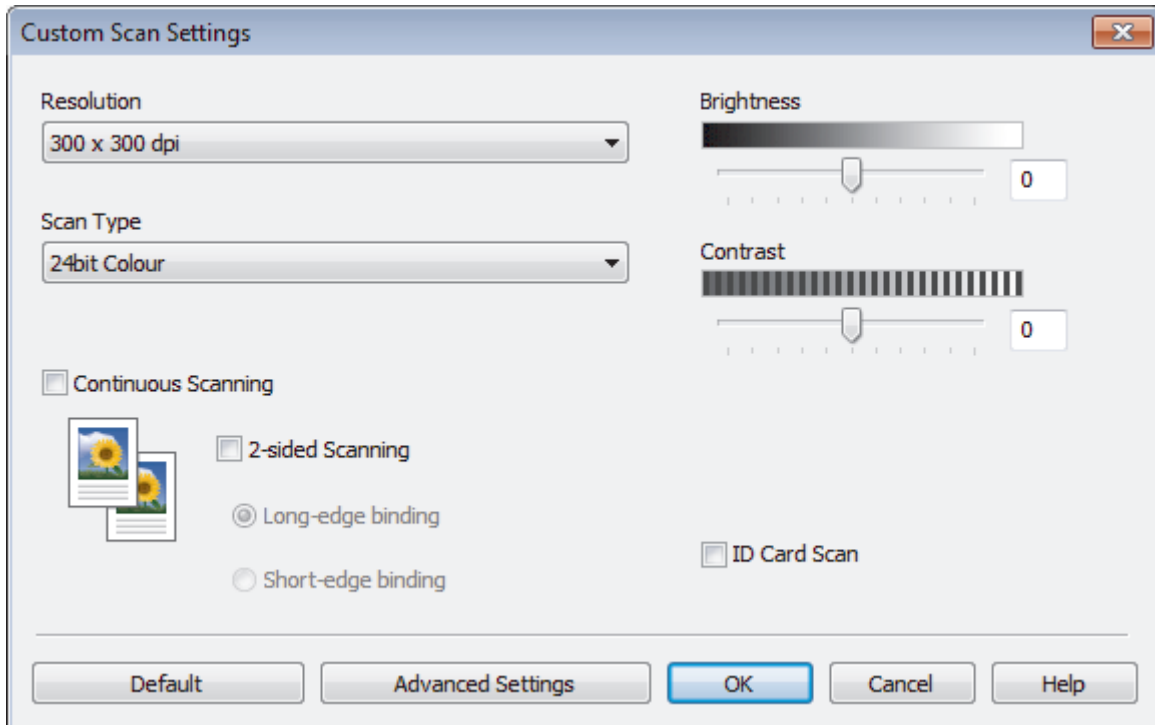 Custom Scan Settings
Resolution
300 x 300 dpi
Scan Type
24bit Colour
Brightness
0
Contrast
0
Continuous Scanning
2-sided Scanning
Long-edge binding
Short-edge binding
ID Card Scan
Default
Advanced Settings
OK
Cancel
Help